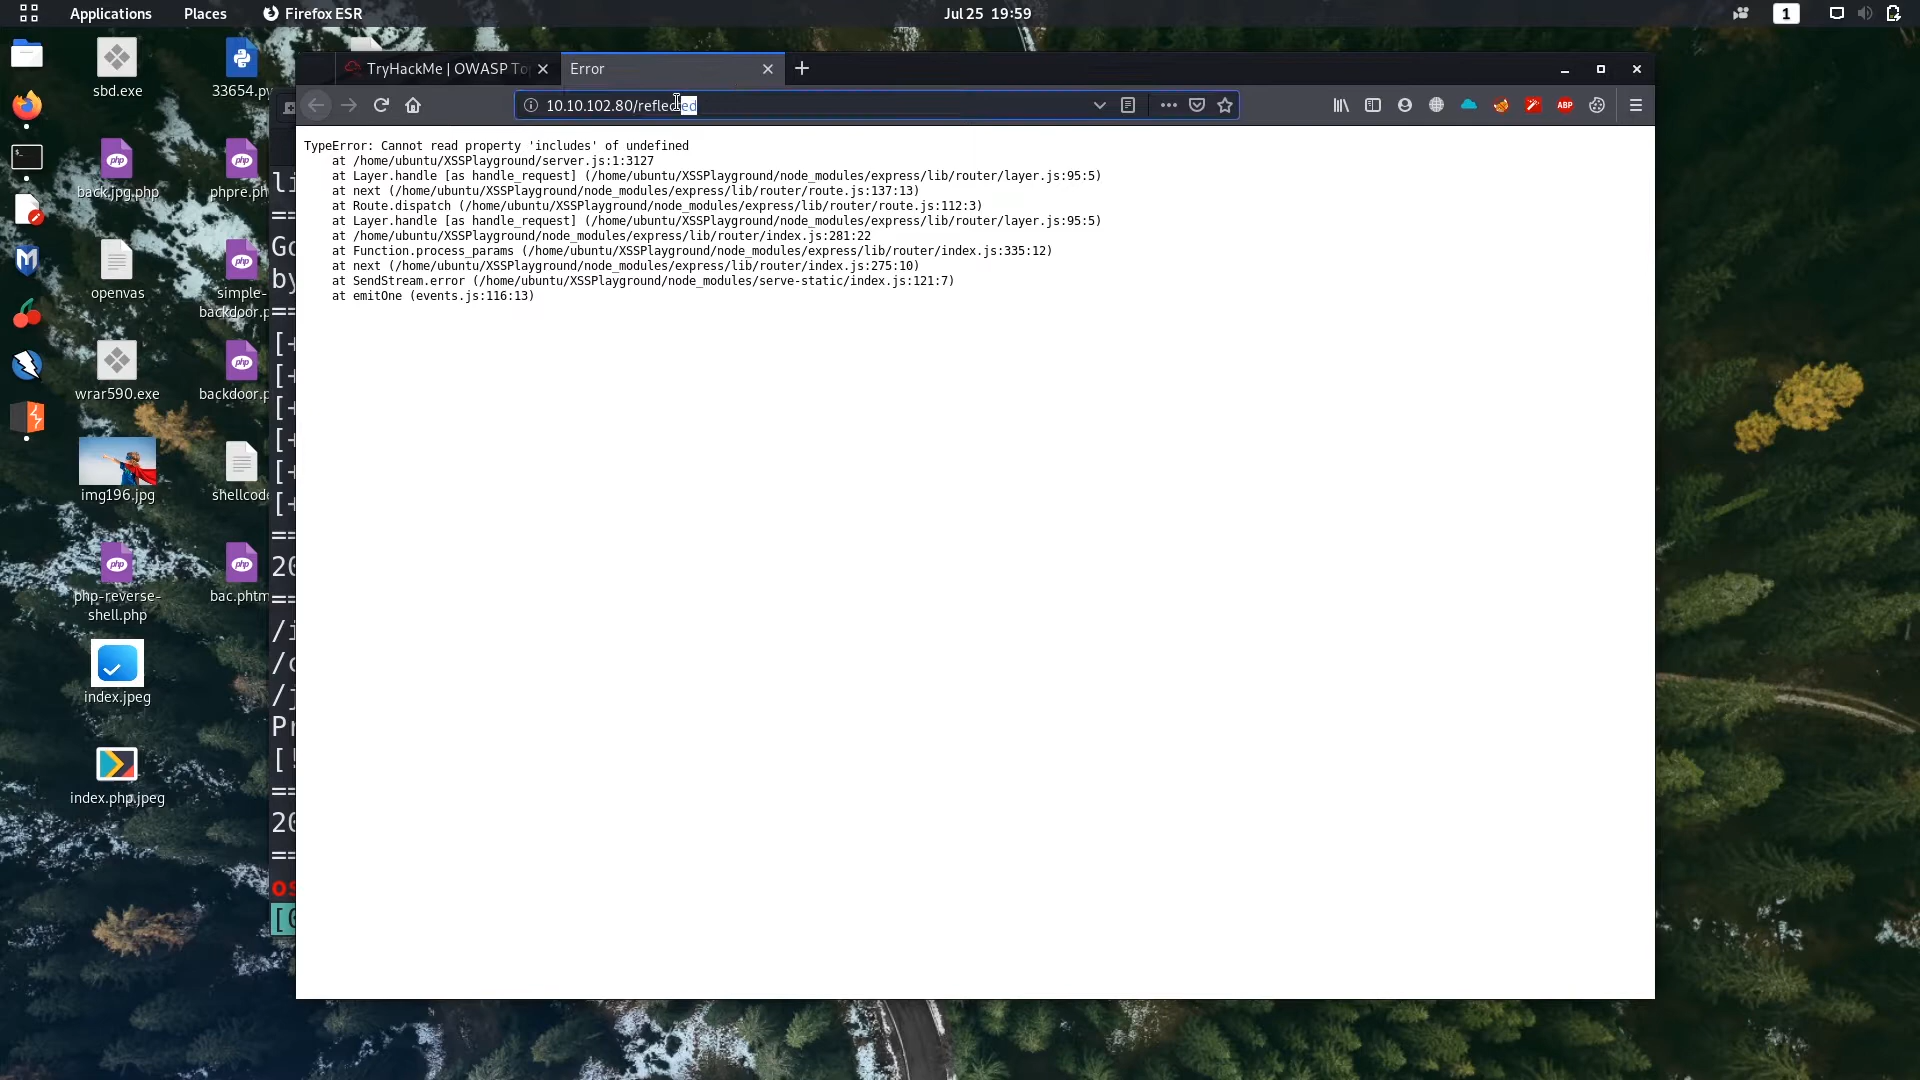 Applications Places Firefox ESR Jul 25 19:59 1
sbd.exe
33654.py
back.jpg.php
phpre.ph
openvas
simple-
backdoor.p
wrar590.exe
backdoor.p
img196.jpg
shellcode
php-reverse-
shell.php
bac.phtm
index.jpeg
index.php.jpeg
TryHackMe | OWASP To
Error
10.10.102.80/reflected
ABP
TypeError: Cannot read property 'includes' of undefined
at /home/ubuntu/XSSPlayground/server.js:1:3127
at Layer.handle [as handle_request] (/home/ubuntu/XSSPlayground/node_modules/express/lib/router/layer.js:95:5)
at next (/home/ubuntu/XSSPlayground/node_modules/express/lib/router/route.js:137:13)
at Route.dispatch (/home/ubuntu/XSSPlayground/node_modules/express/lib/router/route.js:112:3)
at Layer.handle [as handle_request] (/home/ubuntu/XSSPlayground/node_modules/express/lib/router/layer.js:95:5)
at /home/ubuntu/XSSPlayground/node_modules/express/lib/router/index.js:281:22
at Function.process_params (/home/ubuntu/XSSPlayground/node_modules/express/lib/router/index.js:335:12)
at next (/home/ubuntu/XSSPlayground/node_modules/express/lib/router/index.js:275:10)
at SendStream.error (/home/ubuntu/XSSPlayground/node_modules/serve-static/index.js:121:7)
at emitOne (events.js:116:13)